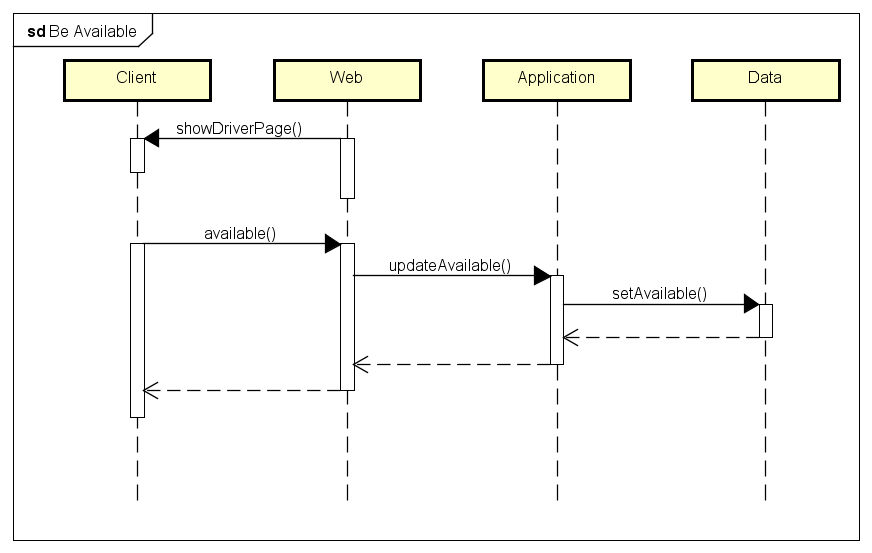 sd Be Available
Client
Web
Application
Data
showDriverPage()
available()
updateAvailable()
setAvailable()